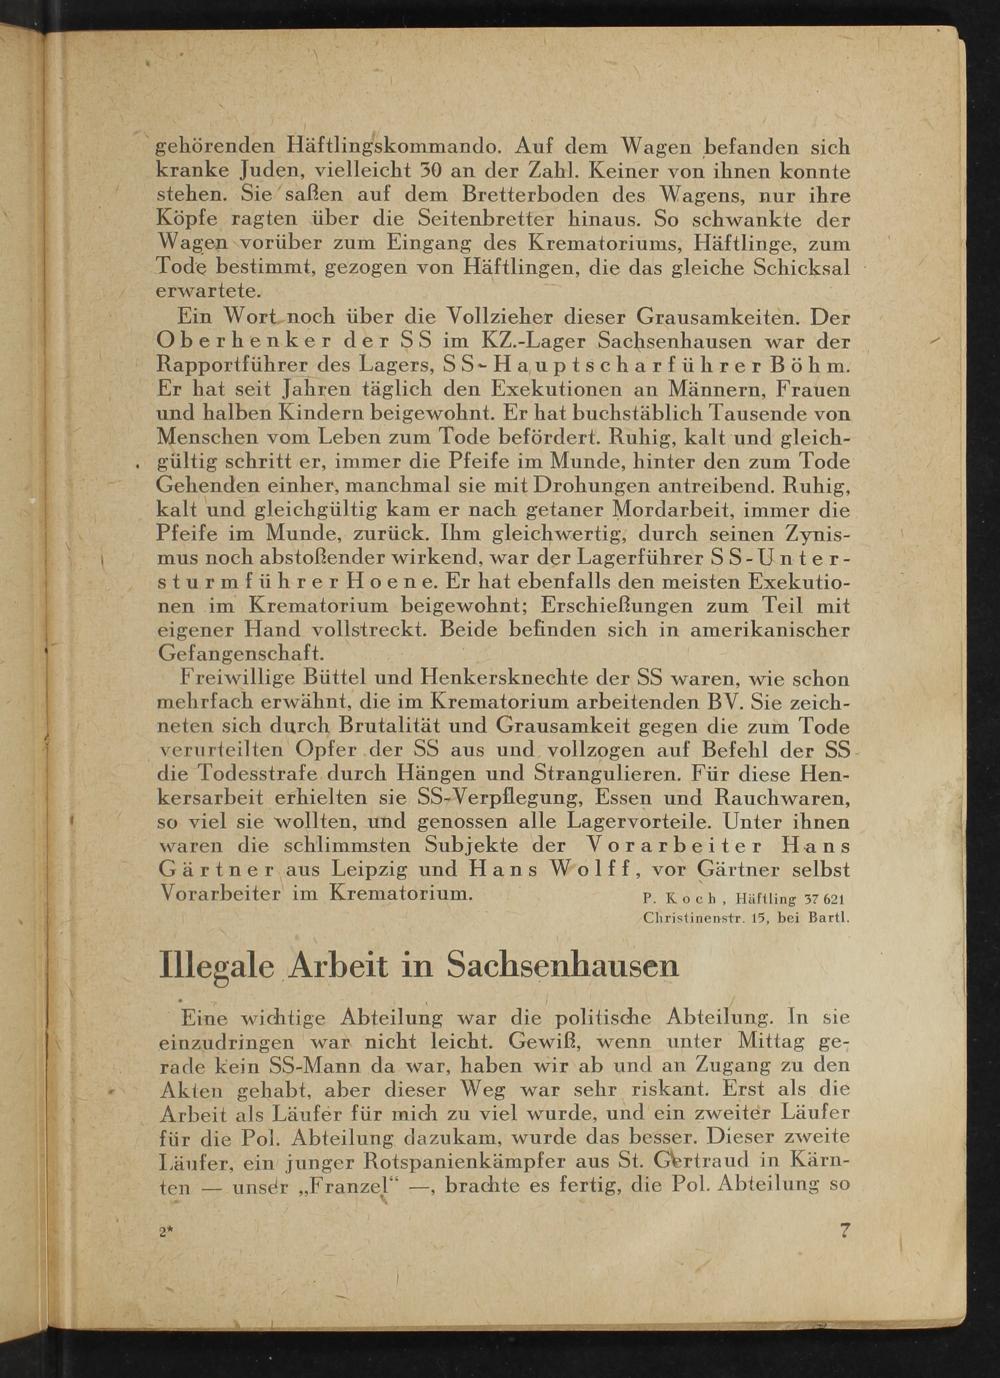 gehörenden Häftlingskommando. Auf dem Wagen befanden sich
kranke Juden, vielleicht 30 an der Zahl. Keiner von ihnen konnte
stehen. Sie saßen auf dem Bretterboden des Wagens, nur ihre
Köpfe ragten über die Seitenbretter hinaus. So schwankte der
Wagen vorüber zum Eingang des Krematoriums, Häftlinge, zum
Tode bestimmt, gezogen von Häftlingen, die das gleiche Schicksal
erwartete.
Ein Wort noch über die Vollzieher dieser Grausamkeiten. Der
Oberhenker der SS im KZ.-Lager Sachsenhausen war der
Rapportführer des Lagers, SS-Hauptscharführer Böhm.
Er hat seit Jahren täglich den Exekutionen an Männern, Frauen
und halben Kindern beigewohnt. Er hat buchstäblich Tausende von
Menschen vom Leben zum Tode befördert. Ruhig, kalt und gleich-
gültig schritt er, immer die Pfeife im Munde, hinter den zum Tode
Gehenden einher, manchmal sie mit Drohungen antreibend. Ruhig,
kalt und gleichgültig kam er nach getaner Mordarbeit, immer die
Pfeife im Munde, zurück. Ihm gleichwertig, durch seinen Zynis-
mus noch abstoßender wirkend, war der Lagerführer SS-Unter-
sturmführer Hoene. Er hat ebenfalls den meisten Exekutio-
nen im Krematorium beigewohnt; Erschießungen zum Teil mit
eigener Hand vollstreckt. Beide befinden sich in amerikanischer
Gefangenschaft.
Freiwillige Büttel und Henkersknechte der SS waren, wie schon
mehrfach erwähnt, die im Krematorium arbeitenden BV. Sie zeich-
neten sich durch Brutalität und Grausamkeit gegen die zum Tode
verurteilten Opfer der SS aus und vollzogen auf Befehl der SS
die Todesstrafe durch Hängen und Strangulieren. Für diese Hen-
kersarbeit erhielten sie SS-Verpflegung, Essen und Rauchwaren,
so viel sie wollten, und genossen alle Lagervorteile. Unter ihnen
waren die schlimmsten Subjekte der Vorarbeiter Hans
Gärtner aus Leipzig und Hans Wolff, vor Gärtner selbst
Vorarbeiter im Krematorium.
P. Koch, Häftling 37 621
Christinenstr. 15, bei Bartl.
Illegale Arbeit in Sachsenhausen
Eine wichtige Abteilung war die politische Abteilung. In sie
einzudringen war nicht leicht. Gewiß, wenn unter Mittag ge-
rade kein SS-Mann da war, haben wir ab und an Zugang zu den
Akten gehabt, aber dieser Weg war sehr riskant. Erst als die
Arbeit als Läufer für mich zu viel wurde, und ein zweiter Läufer
für die Pol. Abteilung dazukam, wurde das besser. Dieser zweite
Läufer, ein junger Rotspanienkämpfer aus St. Gertraud in Kärn-
ten — unser „Franzel“ —, brachte es fertig, die Pol. Abteilung so
2*
7